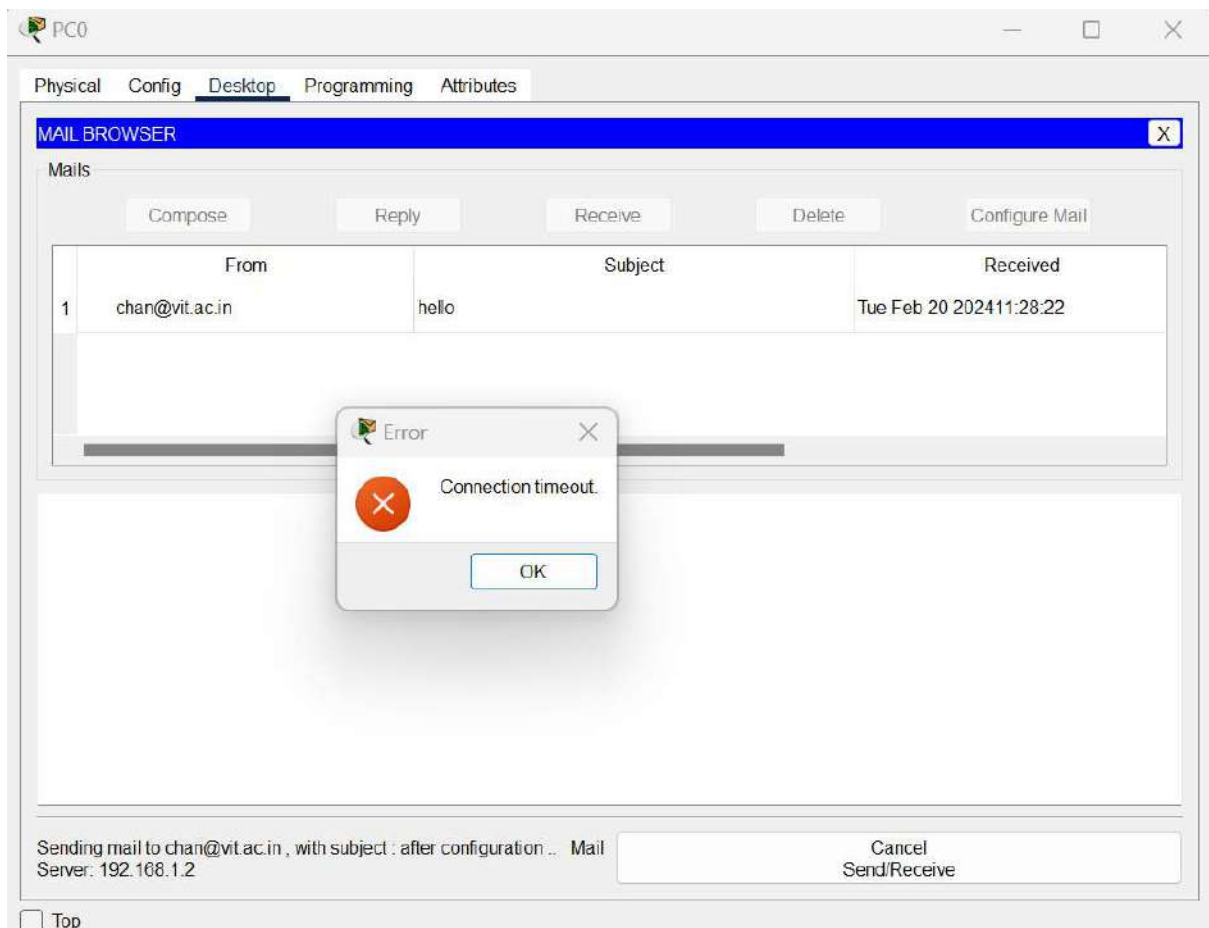 PC0
Physical Config Desktop Programming Attributes
MAIL BROWSER X
Mails
Compose Reply Receive Delete Configure Mail
From Subject Received
1 chan@vit.ac.in hello Tue Feb 20 202411:28:22
Error
Connection timeout.
OK
Sending mail to chan@vit.ac.in , with subject : after configuration .. Mail
Server: 192.168.1.2
Cancel
Send/Receive
Top